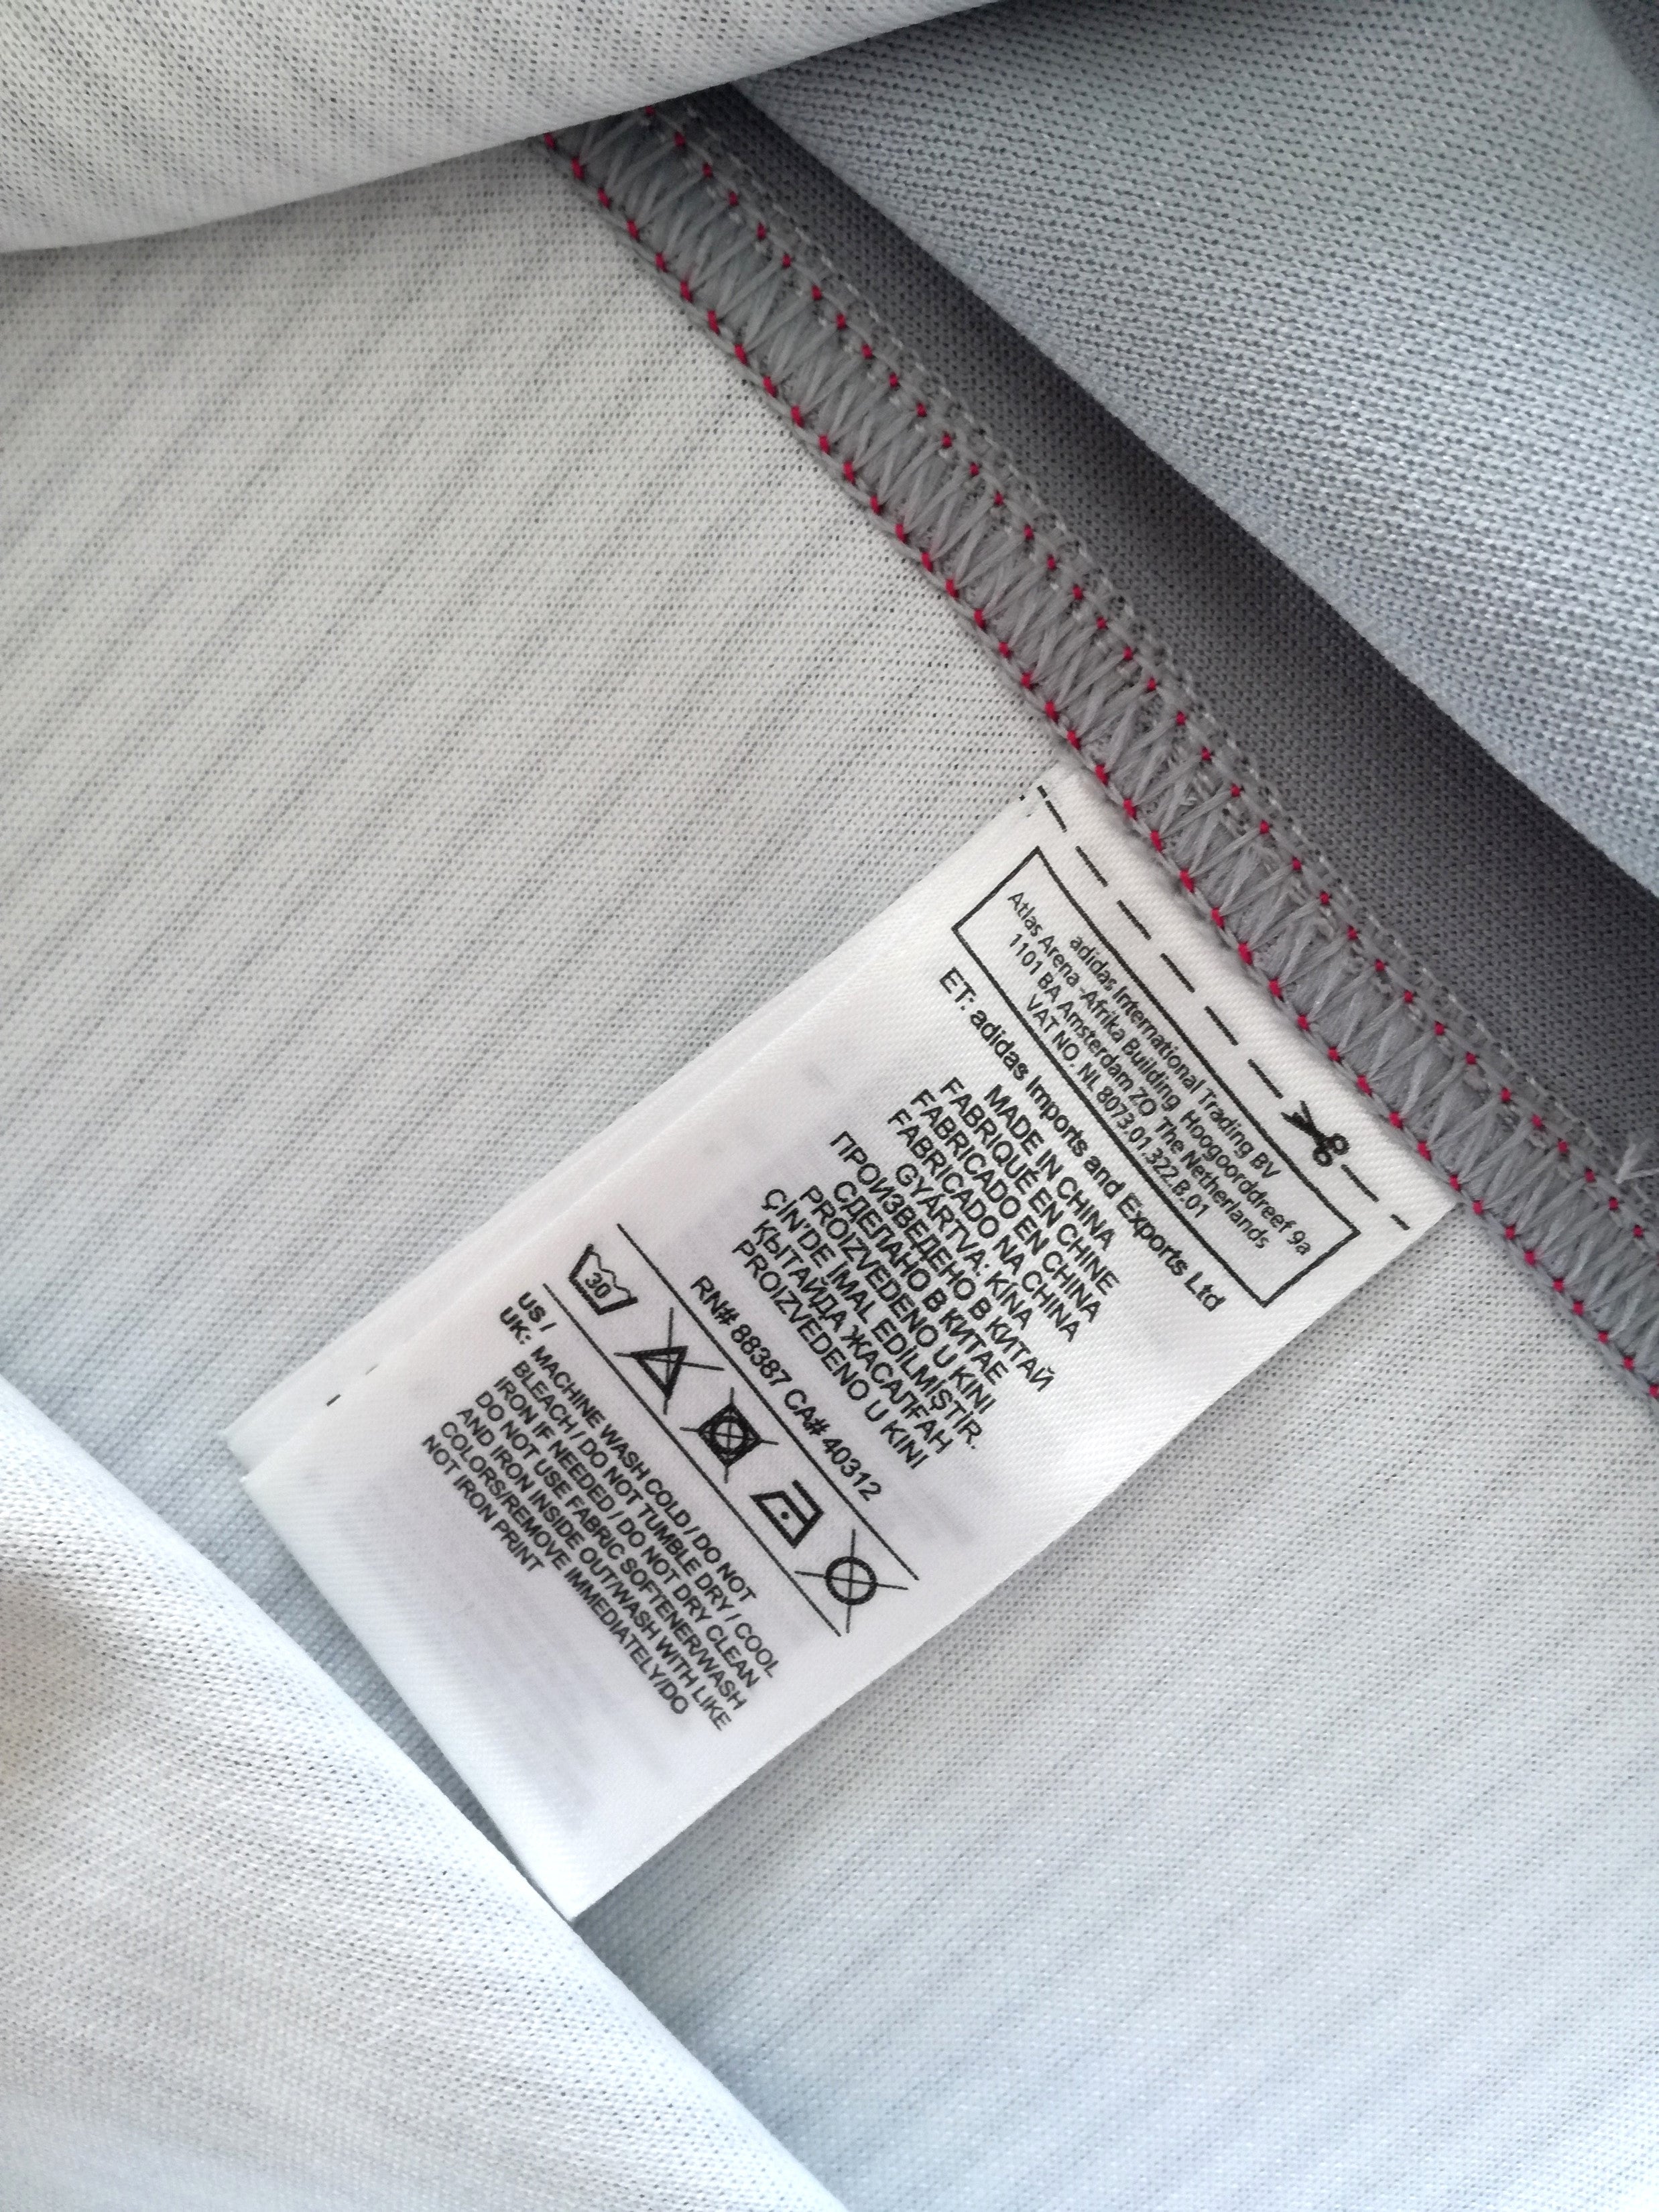 adidas International Trading BV
Atlas Arena -Afrika Building Hoogoorddreef 9a
1101 BA Amsterdam ZO The Netherlands
VAT NO. NL 8073.01.322.B.01
ET: adidas Imports and Exports Ltd
MADE IN CHINA
FABRIQUÉ EN CHINE
FABRICADO EN CHINA
FABRICADO NA CHINA
GYÁRTVA: KÍNA
ПРОИЗВЕДЕНО В КИТАЙ
СДЕЛАНО В КИТАЕ
PROIZVEDENO U KINI
ÇİN'DE İMAL EDİLMİŞTİR.
ҚЫТАЙДА ЖАСАЛҒАН
PROIZVEDENO U KINI
RN# 88387 CA# 40312
30
US /
UK: MACHINE WASH COLD / DO NOT
BLEACH / DO NOT TUMBLE DRY / COOL
IRON IF NEEDED / DO NOT DRY CLEAN
DO NOT USE FABRIC SOFTENER/WASH
AND IRON INSIDE OUT/WASH WITH LIKE
COLORS/REMOVE IMMEDIATELY/DO
NOT IRON PRINT